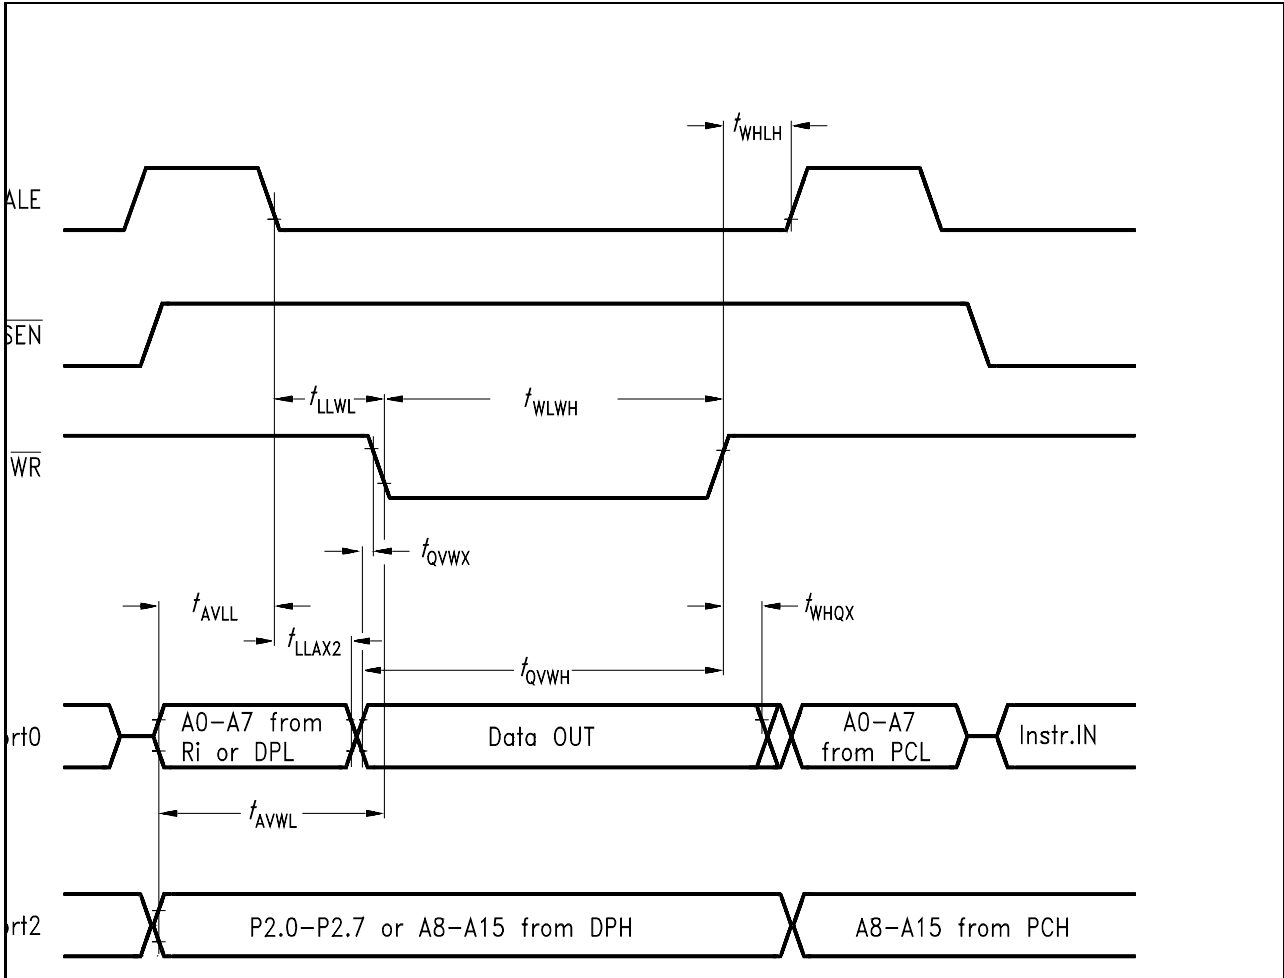 tWHLH
ALE
SEN
tLLWL
tWLWH
WR
tQVWX
tAVLL
tWHQX
tLLAX2
tQVWH
rt0
A0-A7 from
Ri or DPL
Data OUT
A0-A7
from PCL
Instr.IN
tAVWL
rt2
P2.0-P2.7 or A8-A15 from DPH
A8-A15 from PCH